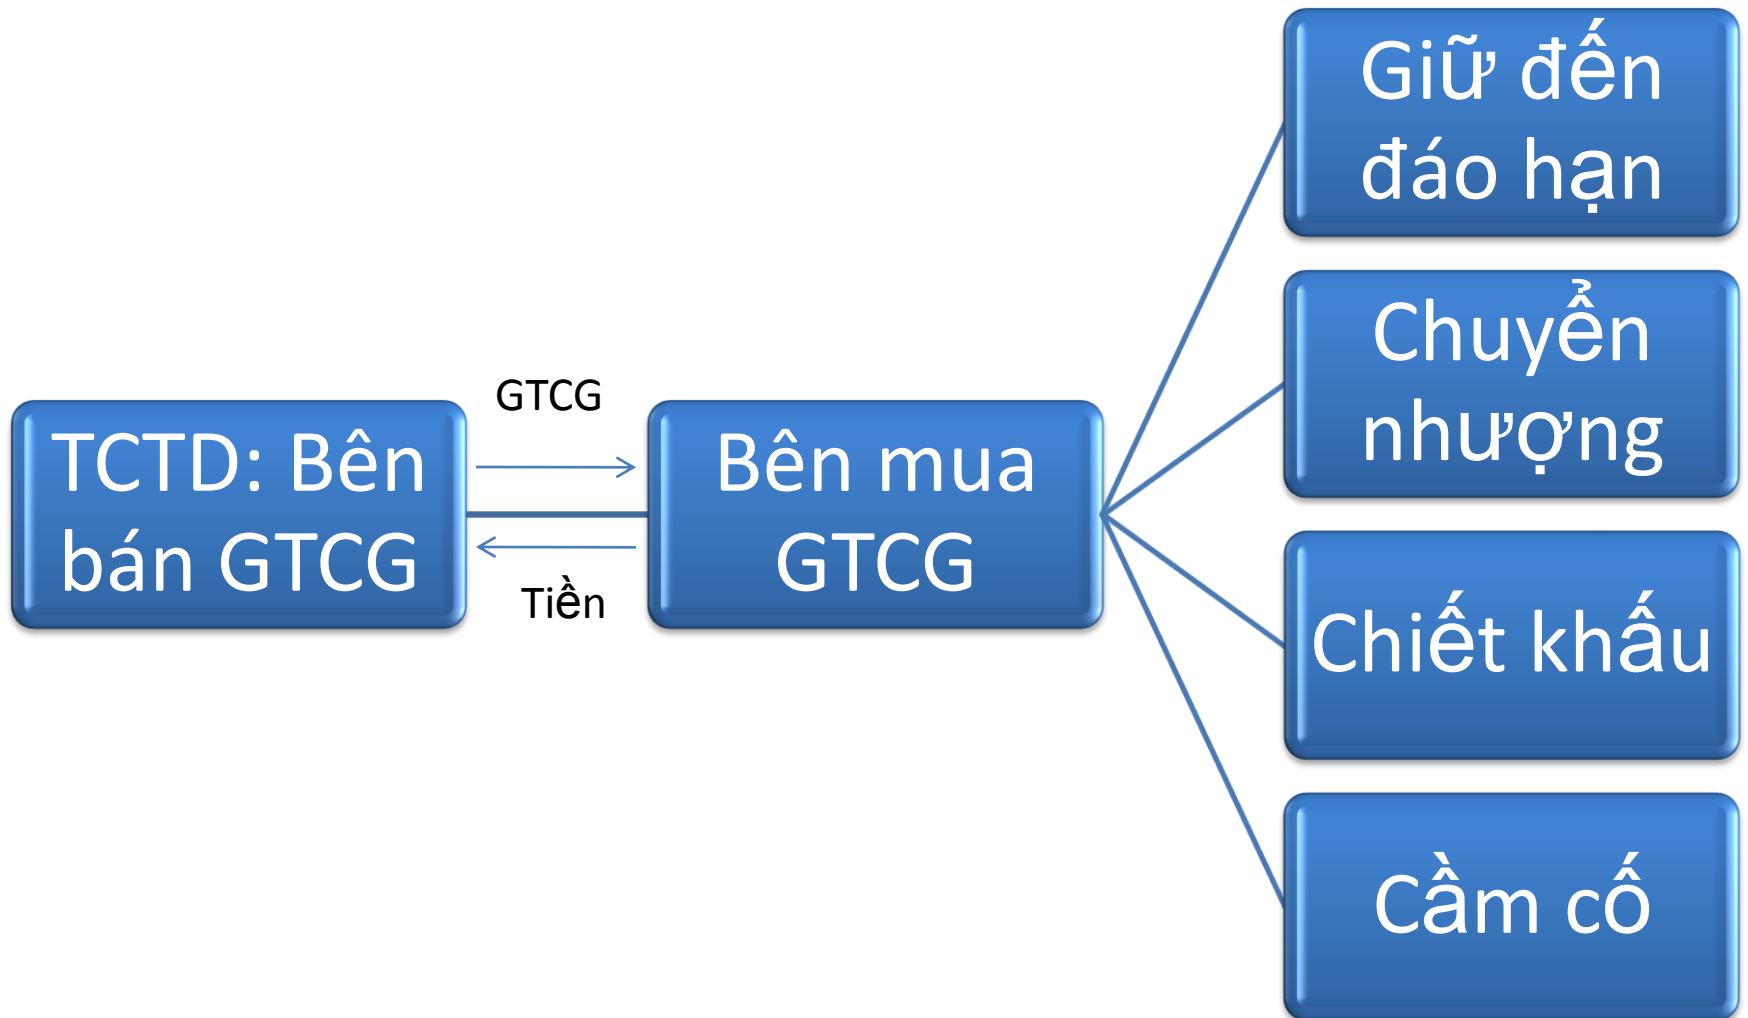 TCTD: Bên
bán GTCG
GTCG
Tiền
Bên mua
GTCG
Giữ đến
đáo hạn
Chuyển
nhượng
Chiết khấu
Cầm cố